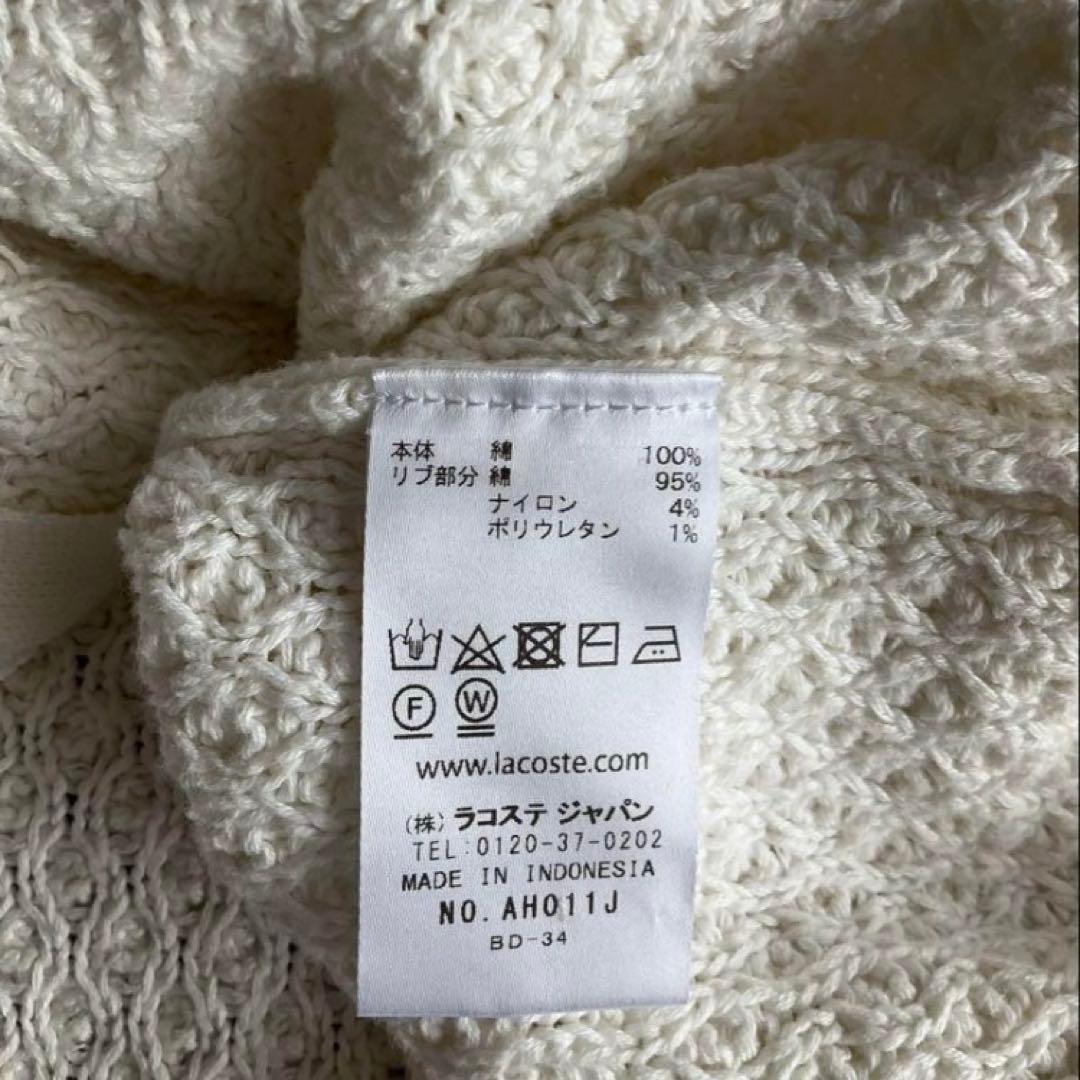 本体 綿 100%
リブ部分 綿 95%
ナイロン 4%
ポリウレタン 1%
F W
www.lacoste.com
(株) ラコステ ジャパン
TEL:0120-37-0202
MADE IN INDONESIA
NO. AH011J
BD-34